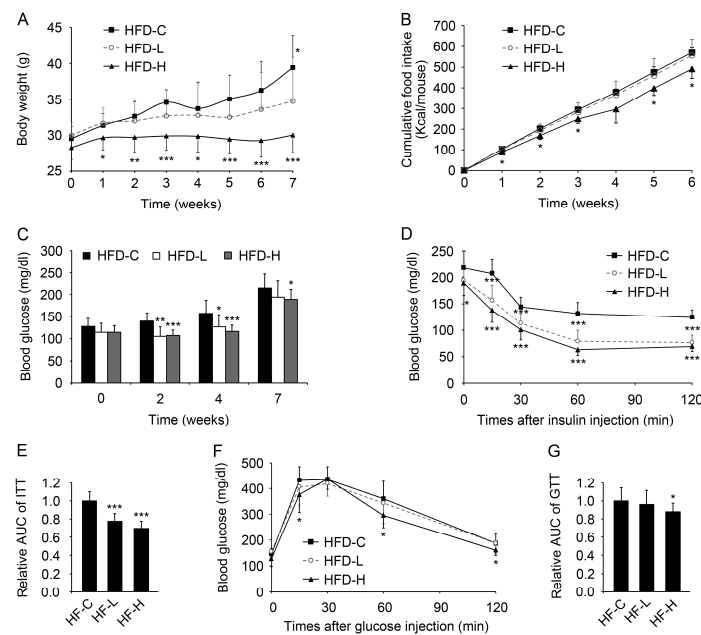 A
HFD-C
HFD-L
HFD-H
Body weight (g)
45
40
35
30
25
*
* ** *** * *** *** ***
0 1 2 3 4 5 6 7
Time (weeks)
B
HFD-C
HFD-L
HFD-H
Cumulative food intake
(Kcal/mouse)
700
600
500
400
300
200
100
0
* * * * *
0 1 2 3 4 5 6
Time (weeks)
C
HFD-C HFD-L HFD-H
Blood glucose (mg/dl)
300
250
200
150
100
50
0
** *** * *** *
0 2 4 7
Time (weeks)
D
HFD-C
HFD-L
HFD-H
Blood glucose (mg/dl)
250
200
150
100
50
0
*** *** *** ***
* *** *** *** ***
0 30 60 90 120
Times after insulin injection (min)
E
Relative AUC of ITT
1.2
1.0
0.8
0.6
0.4
0.2
0.0
*** ***
HF-C HF-L HF-H
F
Blood glucose (mg/dl)
500
400
300
200
100
0
HFD-C
HFD-L
HFD-H
* * *
0 30 60 90 120
Times after glucose injection (min)
G
Relative AUC of GTT
1.2
1.0
0.8
0.6
0.4
0.2
0.0
*
HF-C HF-L HF-H